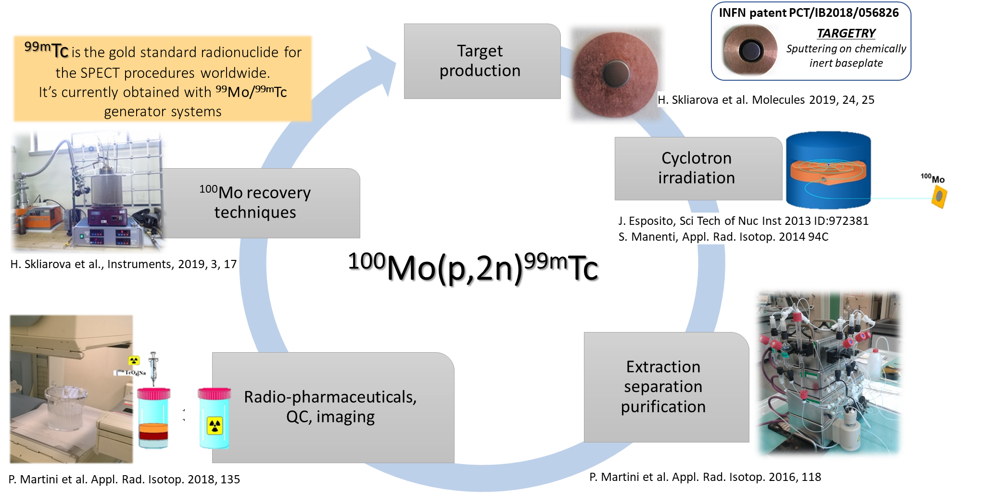 99mTc is the gold standard radionuclide for
the SPECT procedures worldwide.
It's currently obtained with 99Mo/99mTc
generator systems
Target
production
INFN patent PCT/IB2018/056826
TARGETRY
Sputtering on chemically
inert baseplate
H. Skliarova et al. Molecules 2019, 24, 25
Cyclotron
irradiation
100Mo
J. Esposito, Sci Tech of Nuc Inst 2013 ID:972381
S. Manenti, Appl. Rad. Isotop. 2014 94C
100Mo recovery
techniques
H. Skliarova et al., Instruments, 2019, 3, 17
100Mo(p,2n)99mTc
Extraction
separation
purification
P. Martini et al. Appl. Rad. Isotop. 2016, 118
[99mTcO4]Na
Radio-pharmaceuticals,
QC, imaging
P. Martini et al. Appl. Rad. Isotop. 2018, 135